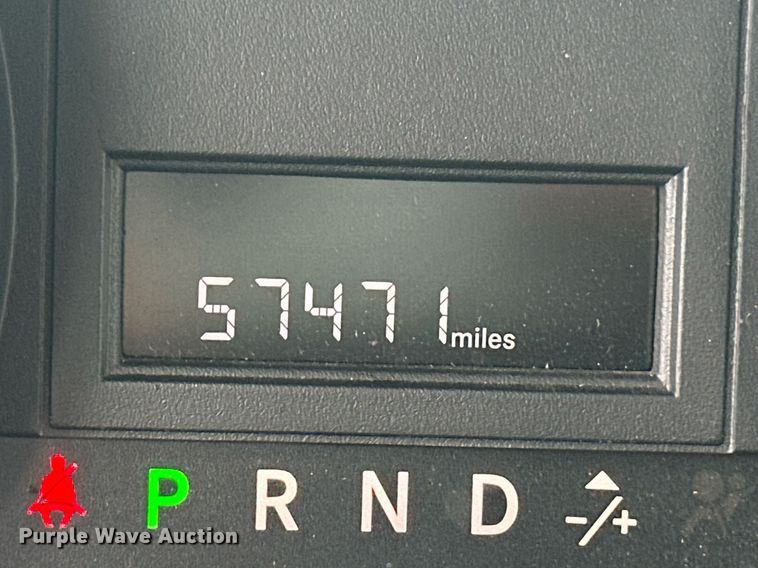 57471 miles
P R N D -/+
Purple Wave Auction